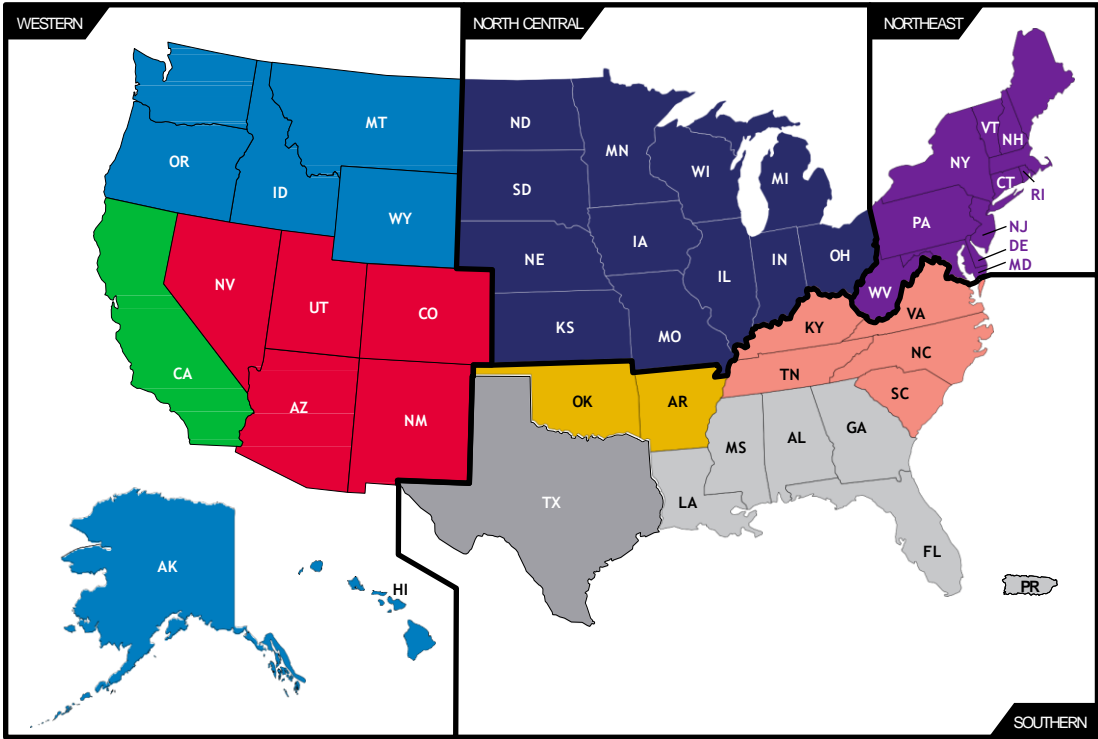 WESTERN
NORTH CENTRAL
NORTHEAST
MT
ND
MN
VT
NH
OR
ID
WY
SD
WI
MI
NY
CT
RI
PA
NJ
DE
MD
NE
IA
IL
IN
OH
WV
NV
UT
CO
KS
MO
KY
VA
CA
AZ
NM
OK
AR
TN
NC
SC
MS
AL
GA
TX
LA
FL
AK
HI
PR
SOUTHERN